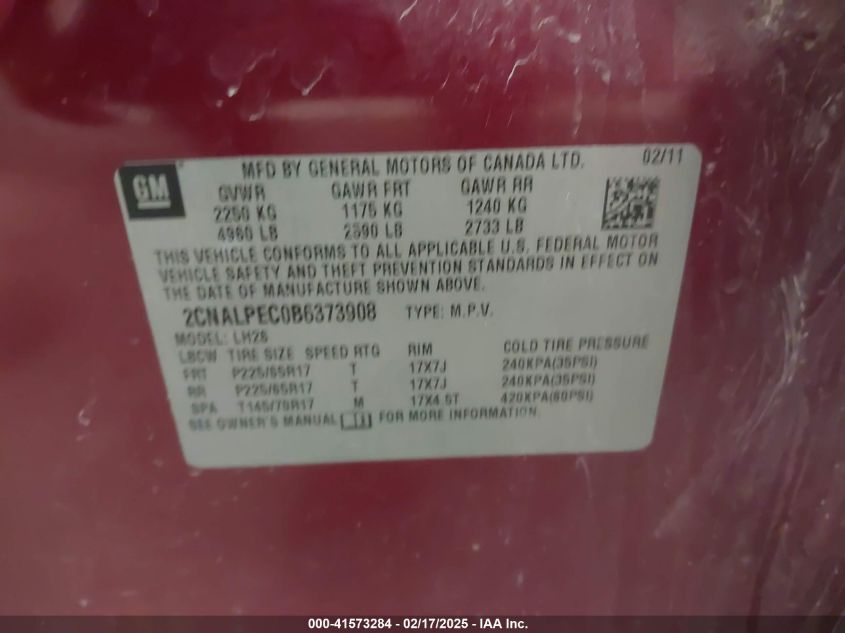 MFD BY GENERAL MOTORS OF CANADA LTD. 02/11
GM
GVWR GAWR FRT GAWR RR
2250 KG 1175 KG 1240 KG
4960 LB 2590 LB 2733 LB
THIS VEHICLE CONFORMS TO ALL APPLICABLE U.S. FEDERAL MOTOR
VEHICLE SAFETY AND THEFT PREVENTION STANDARDS IN EFFECT ON
THE DATE OF MANUFACTURE SHOWN ABOVE.
2CNALPEC0B6373908 TYPE: M.P.V.
MODEL: LH26
TIRE SIZE SPEED RTG RIM COLD TIRE PRESSURE
FRT P225/65R17 T 17X7J 240KPA(35PSI)
RR P225/65R17 T 17X7J 240KPA(35PSI)
SPA T145/70R17 M 17X4.5T 420KPA(60PSI)
SEE OWNER'S MANUAL FOR MORE INFORMATION.
000-41573284 - 02/17/2025 - IAA Inc.